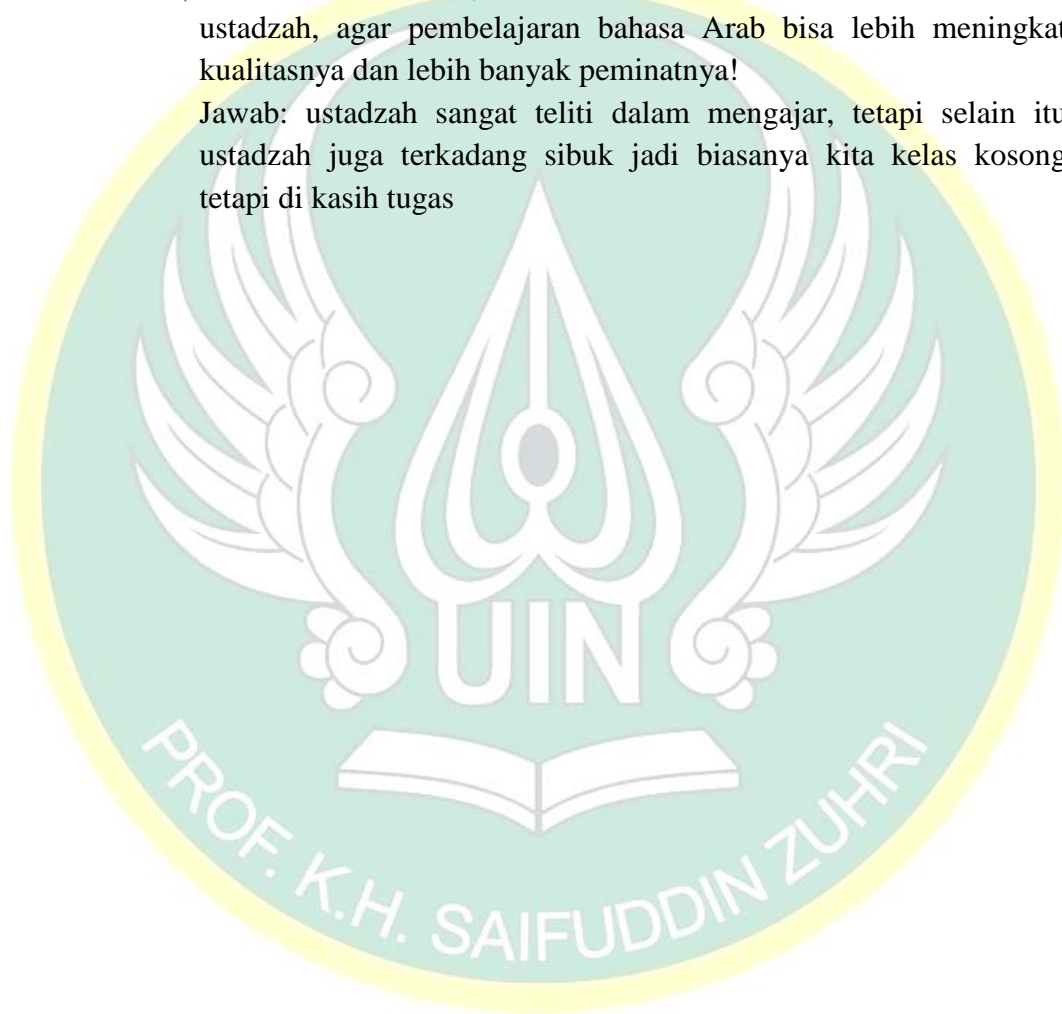 ustadzah, agar pembelajaran bahasa Arab bisa lebih meningkat
kualitasnya dan lebih banyak peminatnya!
Jawab: ustadzah sangat teliti dalam mengajar, tetapi selain itu
ustadzah juga terkadang sibuk jadi biasanya kita kelas kosong
tetapi di kasih tugas
UIN
PROF. K.H. SAIFUDDIN ZUHRI